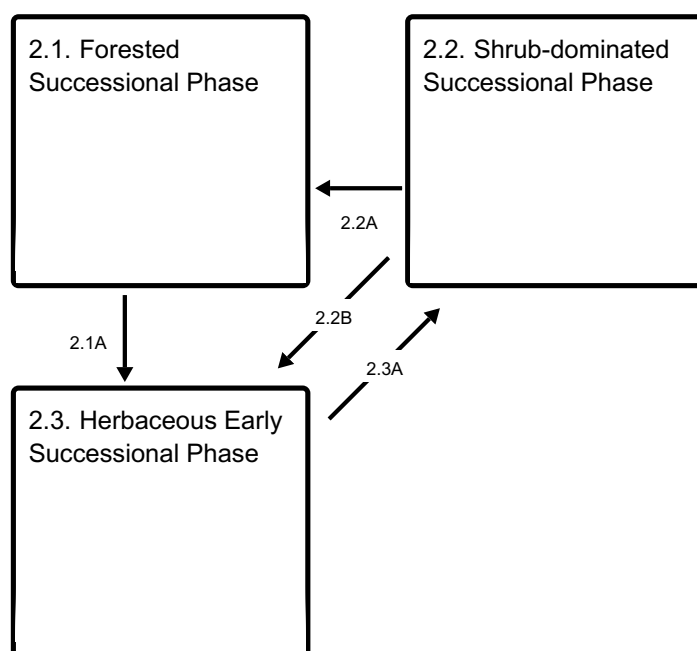 2.1. Forested
Successional Phase
2.2. Shrub-dominated
Successional Phase
2.2A
2.2B
2.1A
2.3A
2.3. Herbaceous Early
Successional Phase